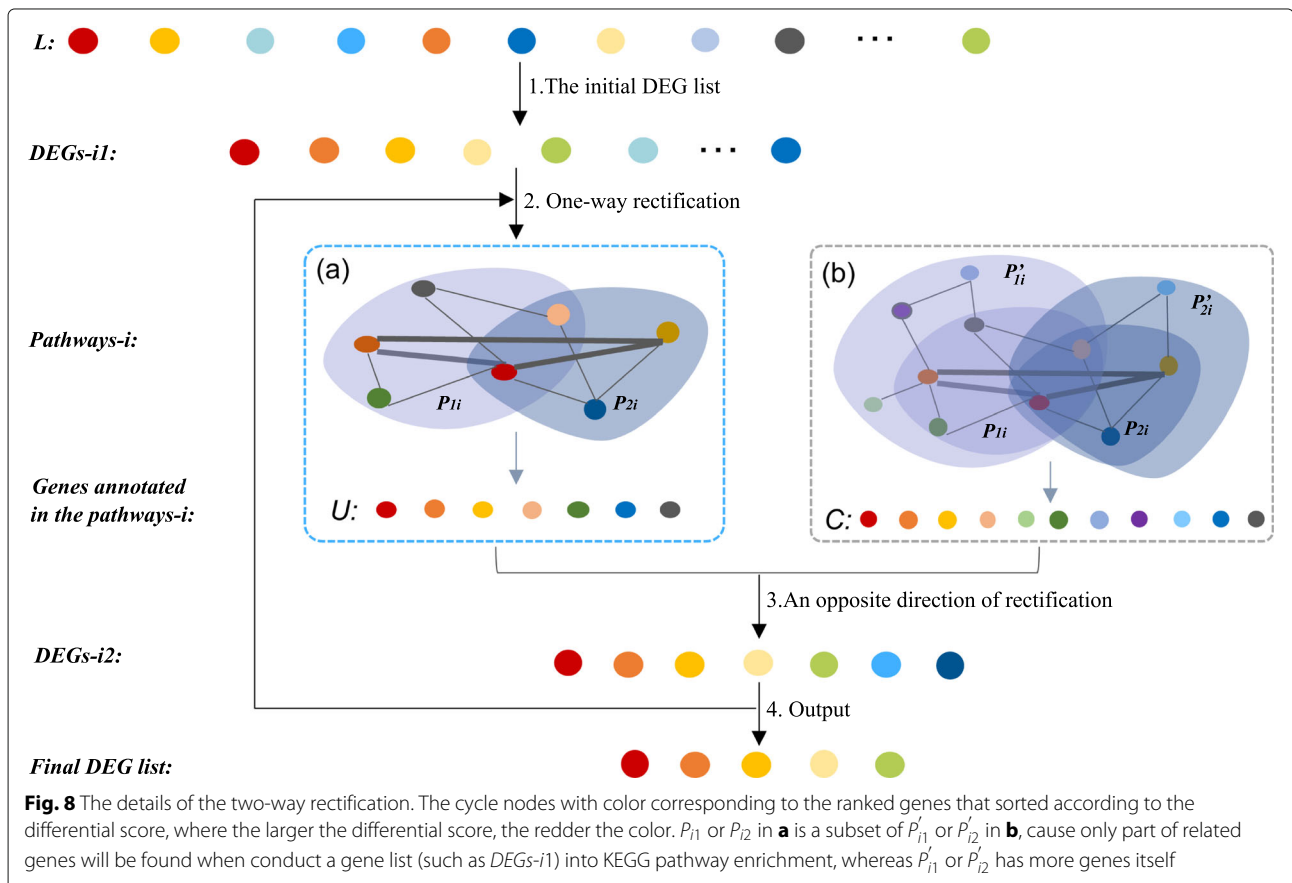 L:
...
1.The initial DEG list
DEGs-i1:
...
2. One-way rectification
(a)
(b)
P'1i
P'2i
Pathways-i:
P1i
P2i
P1i
P2i
Genes annotated
in the pathways-i:
U:
C:
3.An opposite direction of rectification
DEGs-i2:
4. Output
Final DEG list:
Fig. 8 The details of the two-way rectification. The cycle nodes with color corresponding to the ranked genes that sorted according to the
differential score, where the larger the differential score, the redder the color. Pi1 or Pi2 in a is a subset of P'i1 or P'i2 in b, cause only part of related
genes will be found when conduct a gene list (such as DEGs-i1) into KEGG pathway enrichment, whereas P'i1 or P'i2 has more genes itself